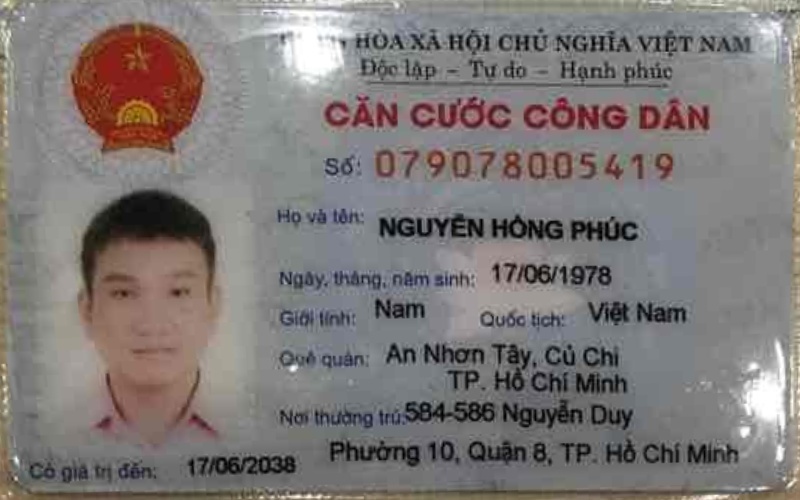 HÒA XÃ HỘI CHỦ NGHĨA VIỆT NAM
Độc lập - Tự do - Hạnh phúc
CĂN CƯỚC CÔNG DÂN
Số: 079078005419
Họ và tên: NGUYỄN HỒNG PHÚC
Ngày, tháng, năm sinh: 17/06/1978
Giới tính: Nam Quốc tịch: Việt Nam
Quê quán: An Nhơn Tây, Củ Chi
TP. Hồ Chí Minh
Nơi thường trú: 584-586 Nguyễn Duy
Phường 10, Quận 8, TP. Hồ Chí Minh
Có giá trị đến: 17/06/2038